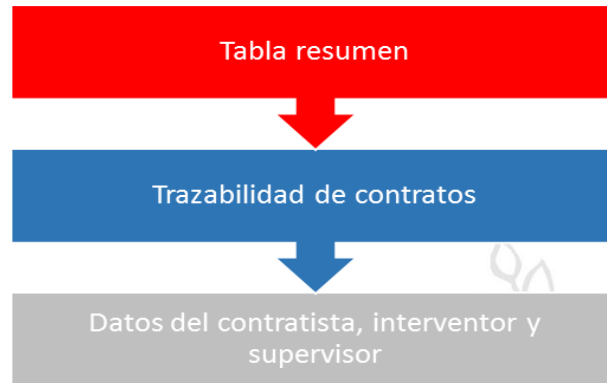 Tabla resumen
Trazabilidad de contratos
Datos del contratista, interventor y
supervisor